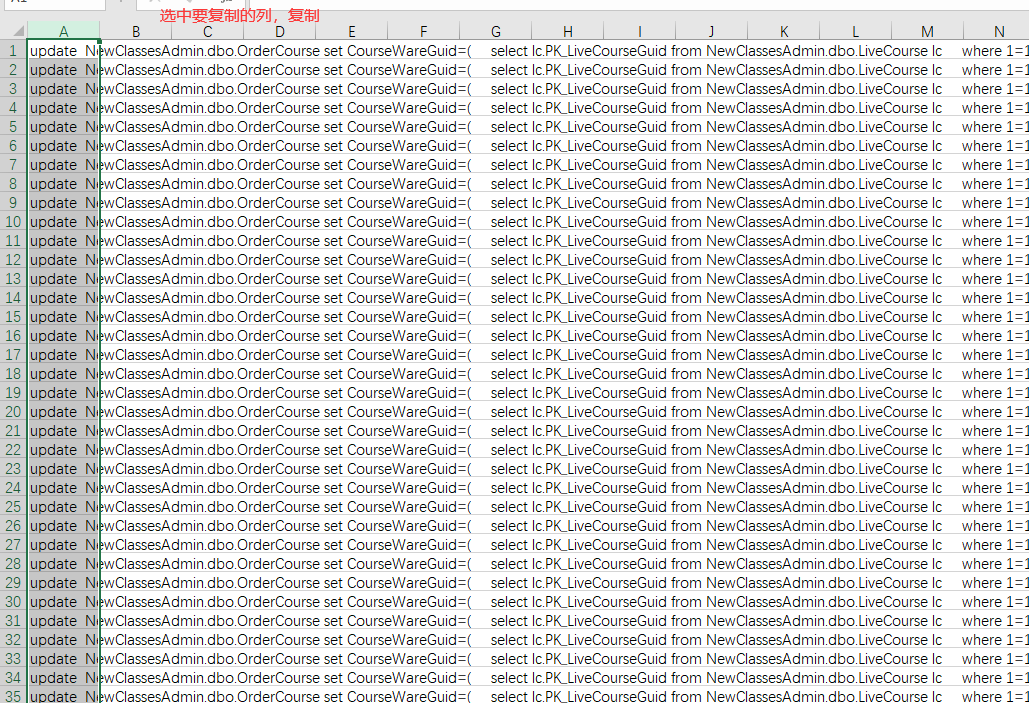 选中要复制的列，复制
A B C D E F G H I J K L M N
1 update NewClassesAdmin.dbo.OrderCourse set CourseWareGuid=( select lc.PK_LiveCourseGuid from NewClassesAdmin.dbo.LiveCourse lc where 1=1
2 update NewClassesAdmin.dbo.OrderCourse set CourseWareGuid=( select lc.PK_LiveCourseGuid from NewClassesAdmin.dbo.LiveCourse lc where 1=1
3 update NewClassesAdmin.dbo.OrderCourse set CourseWareGuid=( select lc.PK_LiveCourseGuid from NewClassesAdmin.dbo.LiveCourse lc where 1=1
4 update NewClassesAdmin.dbo.OrderCourse set CourseWareGuid=( select lc.PK_LiveCourseGuid from NewClassesAdmin.dbo.LiveCourse lc where 1=1
5 update NewClassesAdmin.dbo.OrderCourse set CourseWareGuid=( select lc.PK_LiveCourseGuid from NewClassesAdmin.dbo.LiveCourse lc where 1=1
6 update NewClassesAdmin.dbo.OrderCourse set CourseWareGuid=( select lc.PK_LiveCourseGuid from NewClassesAdmin.dbo.LiveCourse lc where 1=1
7 update NewClassesAdmin.dbo.OrderCourse set CourseWareGuid=( select lc.PK_LiveCourseGuid from NewClassesAdmin.dbo.LiveCourse lc where 1=1
8 update NewClassesAdmin.dbo.OrderCourse set CourseWareGuid=( select lc.PK_LiveCourseGuid from NewClassesAdmin.dbo.LiveCourse lc where 1=1
9 update NewClassesAdmin.dbo.OrderCourse set CourseWareGuid=( select lc.PK_LiveCourseGuid from NewClassesAdmin.dbo.LiveCourse lc where 1=1
10 update NewClassesAdmin.dbo.OrderCourse set CourseWareGuid=( select lc.PK_LiveCourseGuid from NewClassesAdmin.dbo.LiveCourse lc where 1=1
11 update NewClassesAdmin.dbo.OrderCourse set CourseWareGuid=( select lc.PK_LiveCourseGuid from NewClassesAdmin.dbo.LiveCourse lc where 1=1
12 update NewClassesAdmin.dbo.OrderCourse set CourseWareGuid=( select lc.PK_LiveCourseGuid from NewClassesAdmin.dbo.LiveCourse lc where 1=1
13 update NewClassesAdmin.dbo.OrderCourse set CourseWareGuid=( select lc.PK_LiveCourseGuid from NewClassesAdmin.dbo.LiveCourse lc where 1=1
14 update NewClassesAdmin.dbo.OrderCourse set CourseWareGuid=( select lc.PK_LiveCourseGuid from NewClassesAdmin.dbo.LiveCourse lc where 1=1
15 update NewClassesAdmin.dbo.OrderCourse set CourseWareGuid=( select lc.PK_LiveCourseGuid from NewClassesAdmin.dbo.LiveCourse lc where 1=1
16 update NewClassesAdmin.dbo.OrderCourse set CourseWareGuid=( select lc.PK_LiveCourseGuid from NewClassesAdmin.dbo.LiveCourse lc where 1=1
17 update NewClassesAdmin.dbo.OrderCourse set CourseWareGuid=( select lc.PK_LiveCourseGuid from NewClassesAdmin.dbo.LiveCourse lc where 1=1
18 update NewClassesAdmin.dbo.OrderCourse set CourseWareGuid=( select lc.PK_LiveCourseGuid from NewClassesAdmin.dbo.LiveCourse lc where 1=1
19 update NewClassesAdmin.dbo.OrderCourse set CourseWareGuid=( select lc.PK_LiveCourseGuid from NewClassesAdmin.dbo.LiveCourse lc where 1=1
20 update NewClassesAdmin.dbo.OrderCourse set CourseWareGuid=( select lc.PK_LiveCourseGuid from NewClassesAdmin.dbo.LiveCourse lc where 1=1
21 update NewClassesAdmin.dbo.OrderCourse set CourseWareGuid=( select lc.PK_LiveCourseGuid from NewClassesAdmin.dbo.LiveCourse lc where 1=1
22 update NewClassesAdmin.dbo.OrderCourse set CourseWareGuid=( select lc.PK_LiveCourseGuid from NewClassesAdmin.dbo.LiveCourse lc where 1=1
23 update NewClassesAdmin.dbo.OrderCourse set CourseWareGuid=( select lc.PK_LiveCourseGuid from NewClassesAdmin.dbo.LiveCourse lc where 1=1
24 update NewClassesAdmin.dbo.OrderCourse set CourseWareGuid=( select lc.PK_LiveCourseGuid from NewClassesAdmin.dbo.LiveCourse lc where 1=1
25 update NewClassesAdmin.dbo.OrderCourse set CourseWareGuid=( select lc.PK_LiveCourseGuid from NewClassesAdmin.dbo.LiveCourse lc where 1=1
26 update NewClassesAdmin.dbo.OrderCourse set CourseWareGuid=( select lc.PK_LiveCourseGuid from NewClassesAdmin.dbo.LiveCourse lc where 1=1
27 update NewClassesAdmin.dbo.OrderCourse set CourseWareGuid=( select lc.PK_LiveCourseGuid from NewClassesAdmin.dbo.LiveCourse lc where 1=1
28 update NewClassesAdmin.dbo.OrderCourse set CourseWareGuid=( select lc.PK_LiveCourseGuid from NewClassesAdmin.dbo.LiveCourse lc where 1=1
29 update NewClassesAdmin.dbo.OrderCourse set CourseWareGuid=( select lc.PK_LiveCourseGuid from NewClassesAdmin.dbo.LiveCourse lc where 1=1
30 update NewClassesAdmin.dbo.OrderCourse set CourseWareGuid=( select lc.PK_LiveCourseGuid from NewClassesAdmin.dbo.LiveCourse lc where 1=1
31 update NewClassesAdmin.dbo.OrderCourse set CourseWareGuid=( select lc.PK_LiveCourseGuid from NewClassesAdmin.dbo.LiveCourse lc where 1=1
32 update NewClassesAdmin.dbo.OrderCourse set CourseWareGuid=( select lc.PK_LiveCourseGuid from NewClassesAdmin.dbo.LiveCourse lc where 1=1
33 update NewClassesAdmin.dbo.OrderCourse set CourseWareGuid=( select lc.PK_LiveCourseGuid from NewClassesAdmin.dbo.LiveCourse lc where 1=1
34 update NewClassesAdmin.dbo.OrderCourse set CourseWareGuid=( select lc.PK_LiveCourseGuid from NewClassesAdmin.dbo.LiveCourse lc where 1=1
35 update NewClassesAdmin.dbo.OrderCourse set CourseWareGuid=( select lc.PK_LiveCourseGuid from NewClassesAdmin.dbo.LiveCourse lc where 1=1